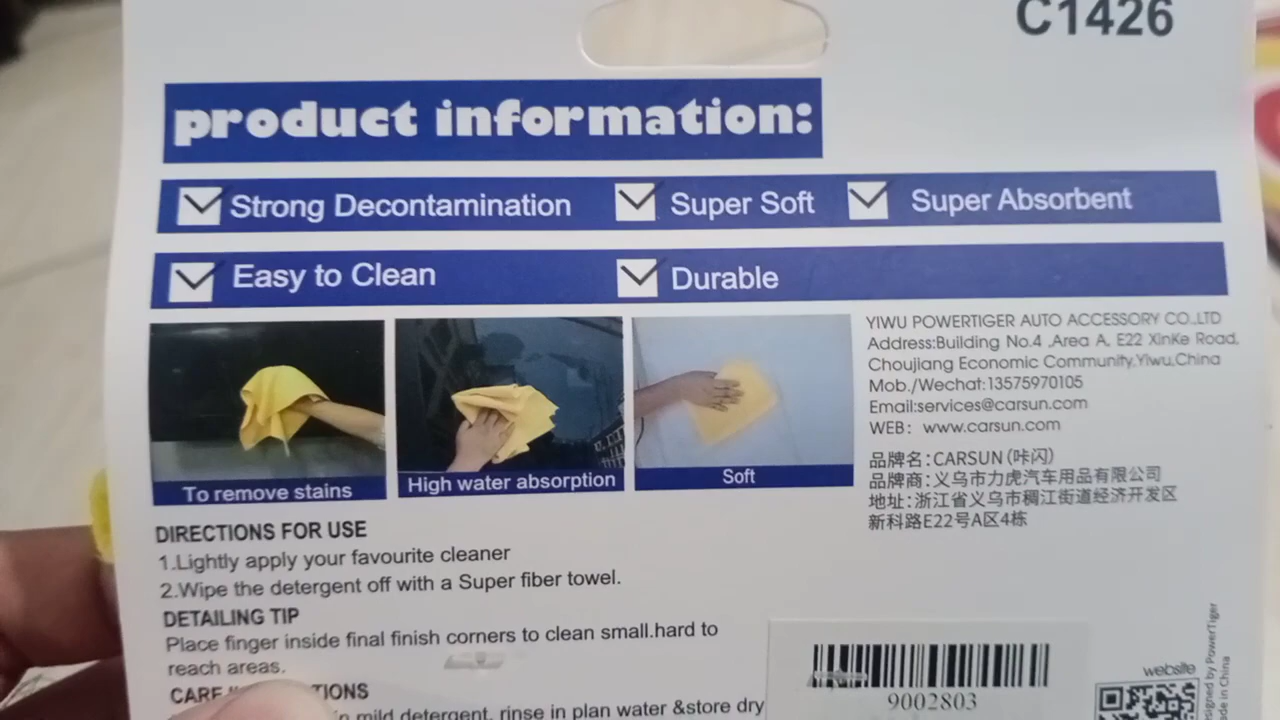 C1426
product information:
Strong Decontamination Super Soft Super Absorbent
Easy to Clean Durable
To remove stains
High water absorption
Soft
YIWU POWERTIGER AUTO ACCESSORY CO.,LTD
Address:Building No.4 ,Area A, E22 XinKe Road,
Choujiang Economic Community,Yiwu,China
Mob./Wechat:13575970105
Email:services@carsun.com
WEB: www.carsun.com
品牌名:CARSUN (咔闪)
品牌商:义乌市力虎汽车用品有限公司
地址:浙江省义乌市稠江街道经济开发区
新科路E22号A区4栋
DIRECTIONS FOR USE
1.Lightly apply your favourite cleaner
2.Wipe the detergent off with a Super fiber towel.
DETAILING TIP
Place finger inside final finish corners to clean small.hard to
reach areas.
CARE
mild detergent, rinse in plan water &store dry
9002803
website
signed by PowerTiger
de in China